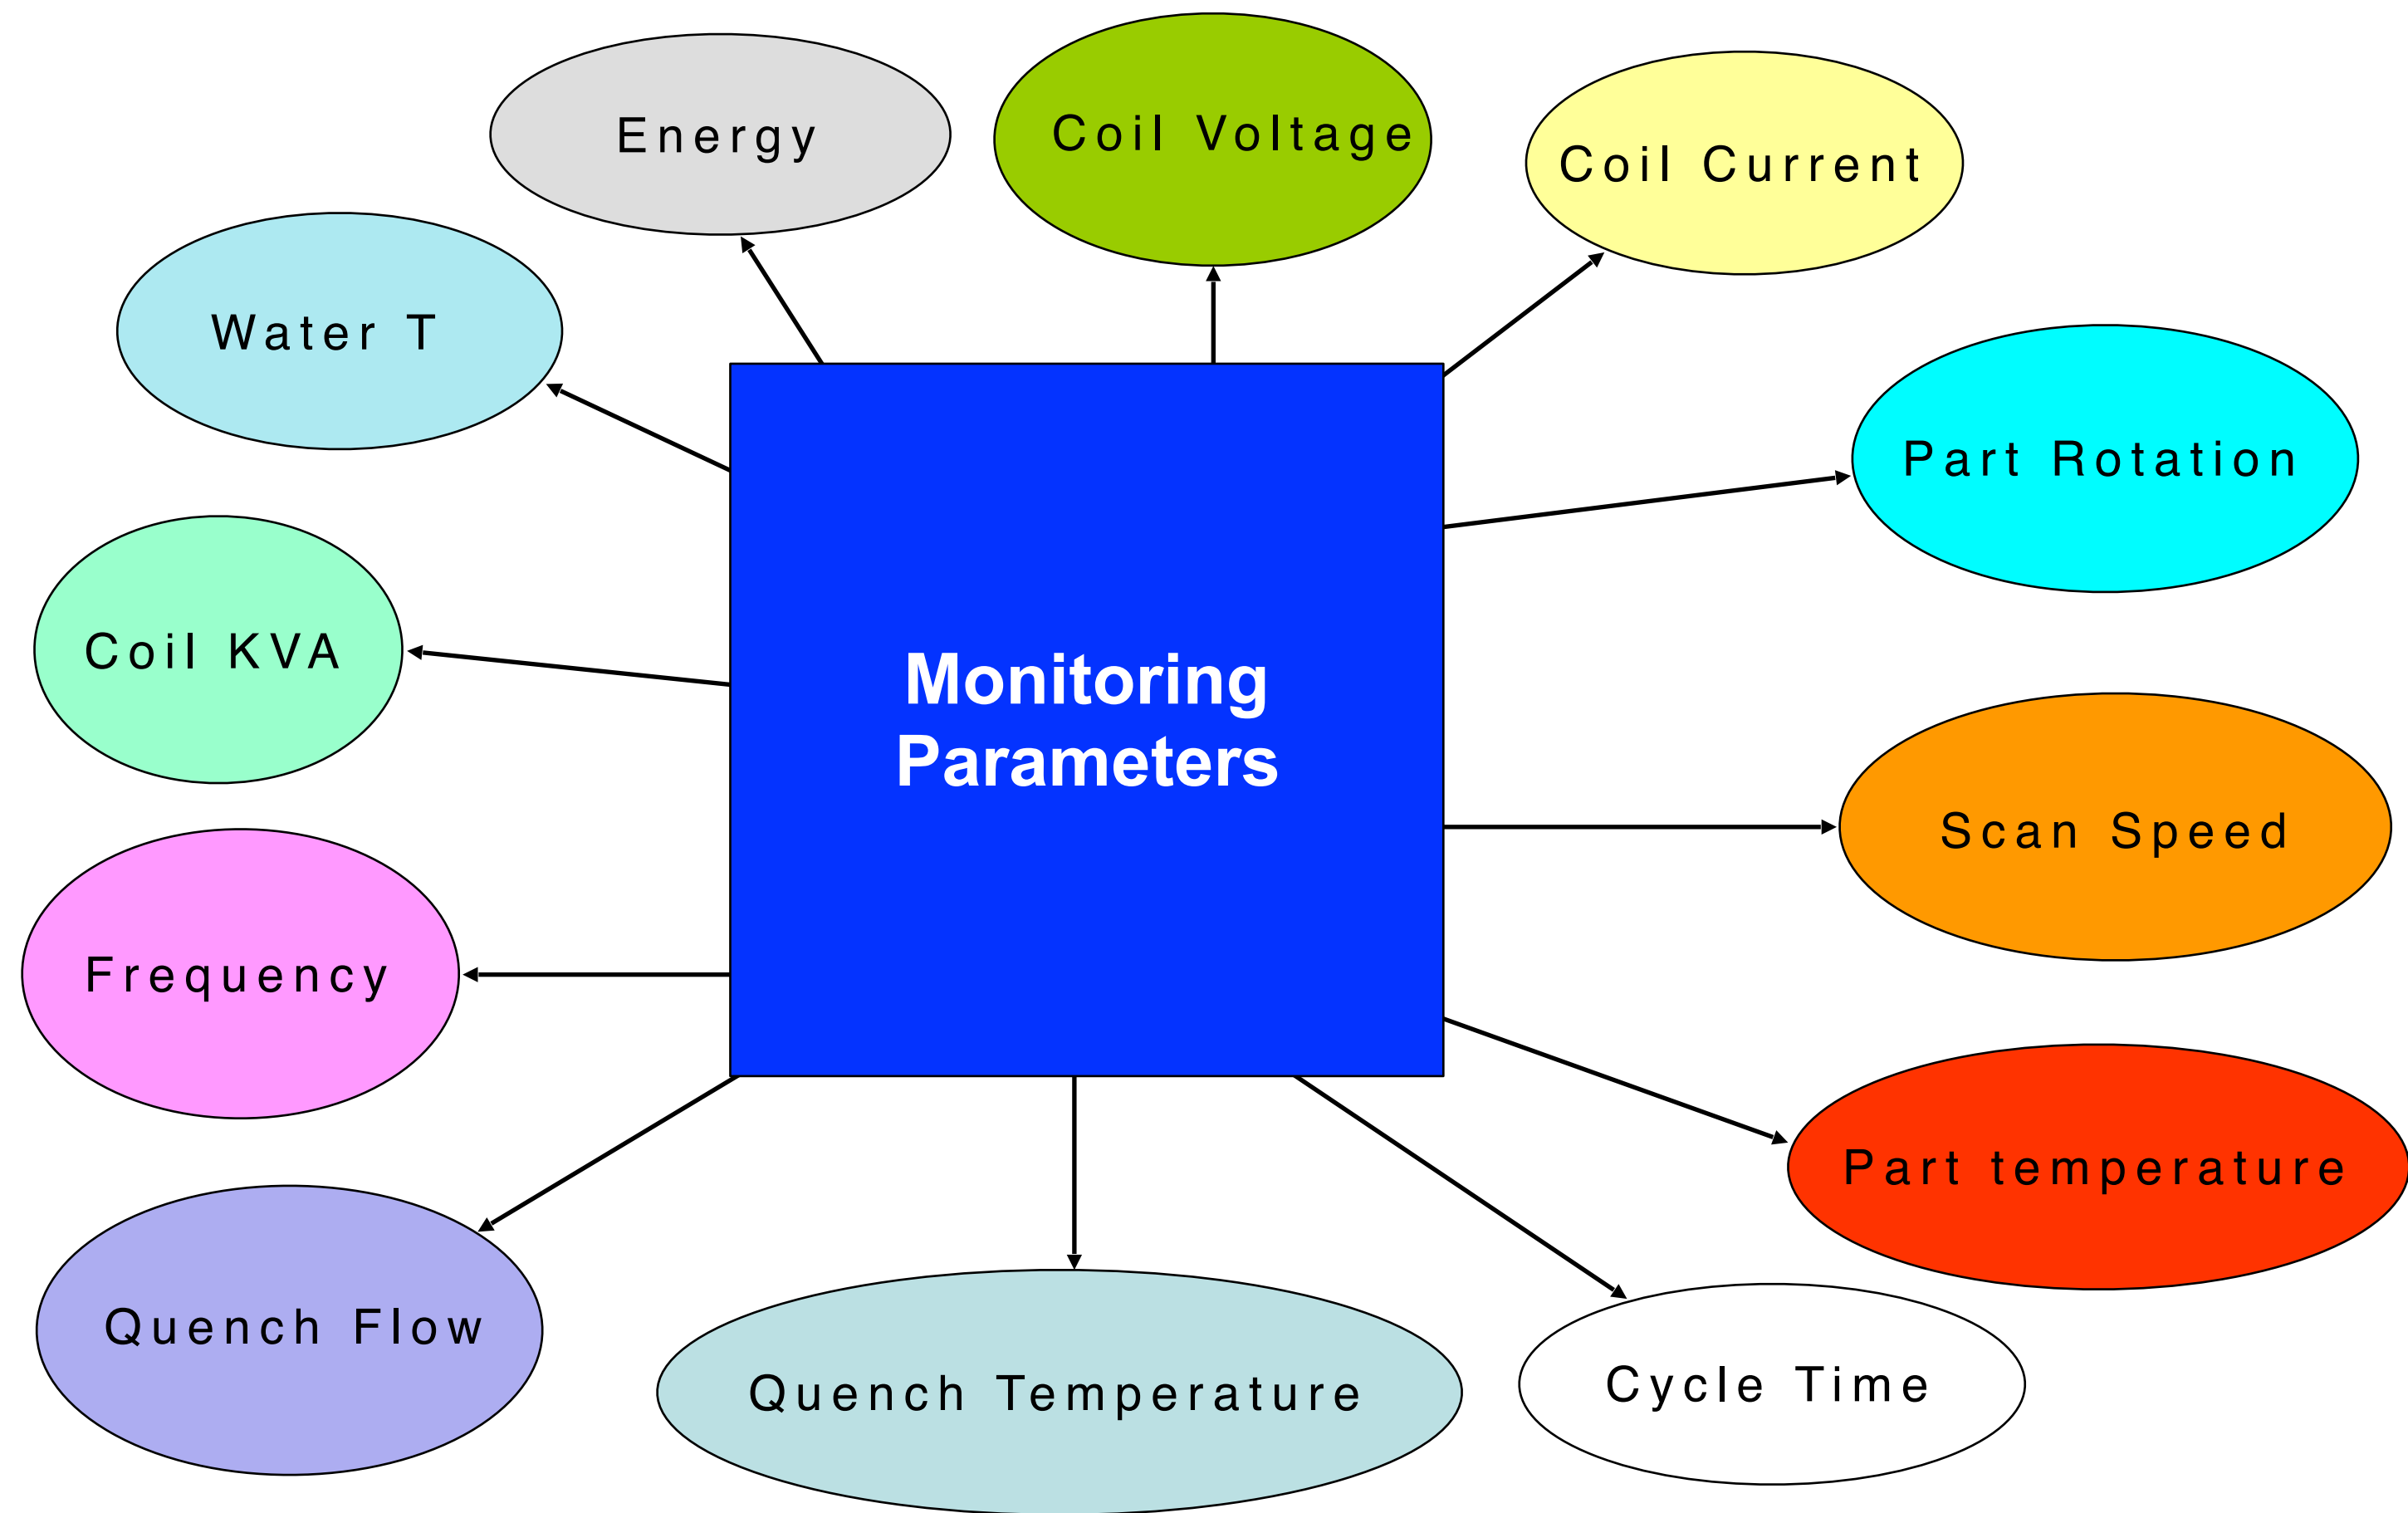 Energy
Coil Voltage
Coil Current
Water T
Part Rotation
Coil KVA
Monitoring
Parameters
Scan Speed
Frequency
Part temperature
Quench Flow
Quench Temperature
Cycle Time